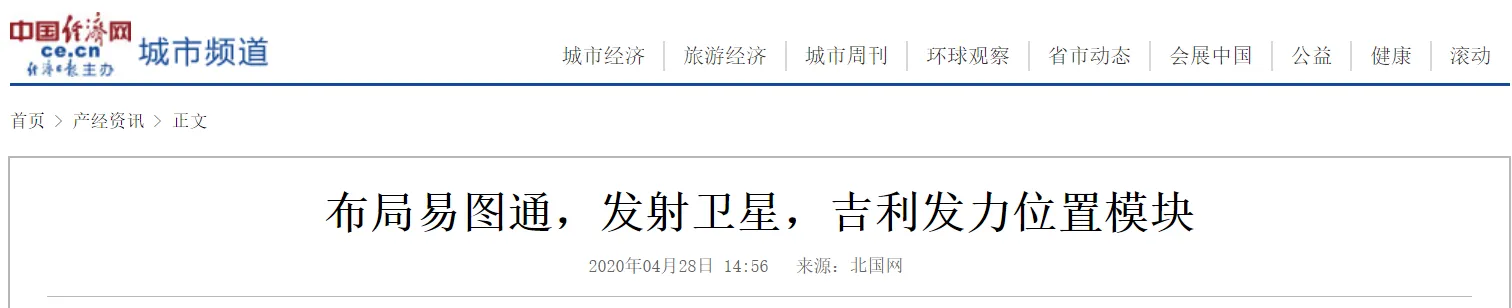 中国经济网
ce.cn
经济日报主办
城市频道
城市经济 旅游经济 城市周刊 环球观察 省市动态 会展中国 公益 健康 滚动
首页 > 产经资讯 > 正文
布局易图通，发射卫星，吉利发力位置模块
2020年04月28日 14:56 来源：北国网